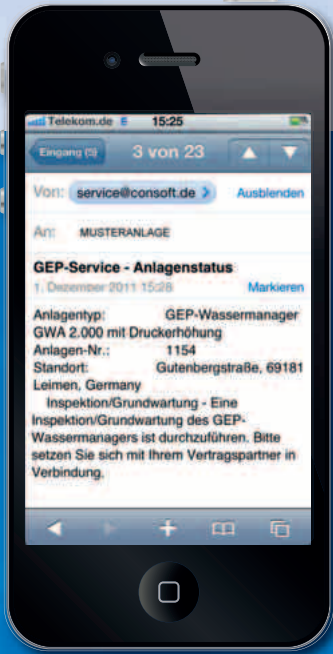 Telekom.de E 15:25
Eingang (5) 3 von 23
Von: service@consoft.de Ausblenden
An: MUSTERANLAGE
GEP-Service - Anlagenstatus
1. Dezember 2011 15:28 Markieren
Anlagentyp: GEP-Wassermanager
GWA 2.000 mit Druckerhöhung
Anlagen-Nr.: 1154
Standort: Gutenbergstraße, 69181
Leimen, Germany
Inspektion/Grundwartung - Eine
Inspektion/Grundwartung des GEP-
Wassermanagers ist durchzuführen. Bitte
setzen Sie sich mit Ihrem Vertragspartner in
Verbindung.